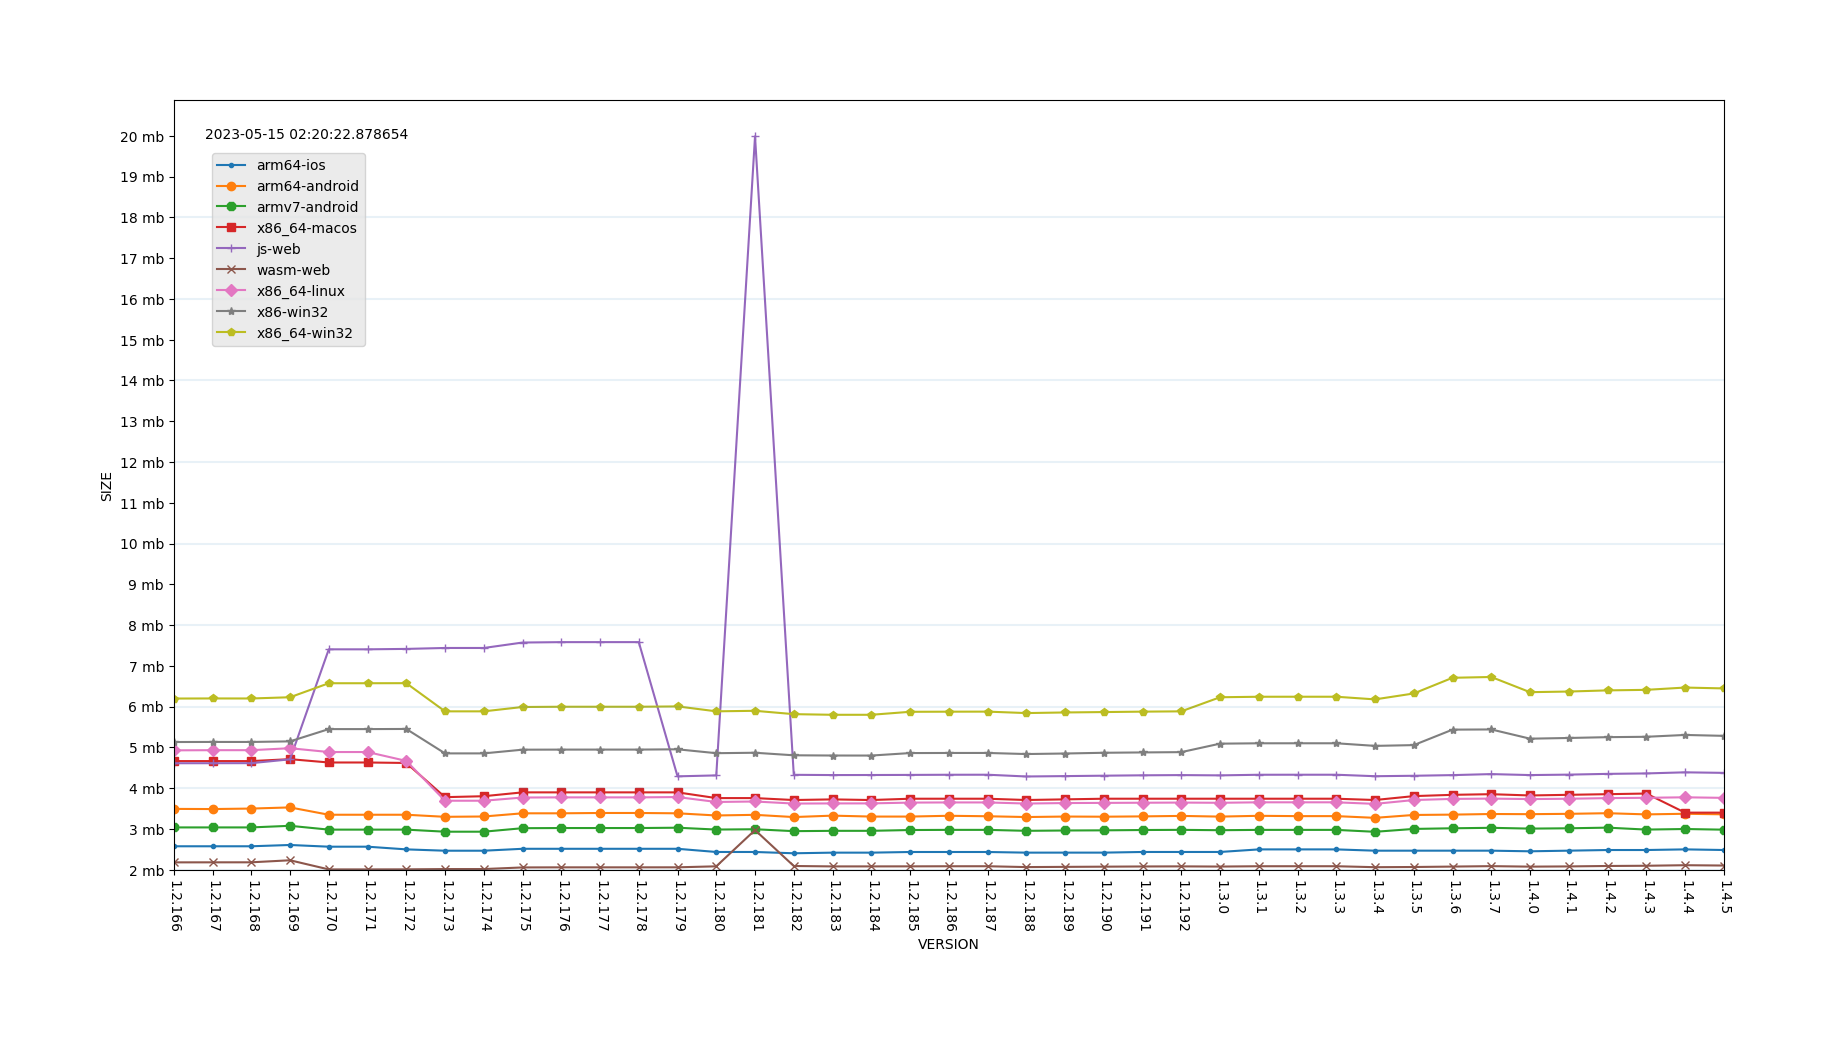 2023-05-15 02:20:22.878654
arm64-ios
arm64-android
armv7-android
x86_64-macos
js-web
wasm-web
x86_64-linux
x86-win32
x86_64-win32
SIZE
20 mb
19 mb
18 mb
17 mb
16 mb
15 mb
14 mb
13 mb
12 mb
11 mb
10 mb
9 mb
8 mb
7 mb
6 mb
5 mb
4 mb
3 mb
2 mb
1.2.166
1.2.167
1.2.168
1.2.169
1.2.170
1.2.171
1.2.172
1.2.173
1.2.174
1.2.175
1.2.176
1.2.177
1.2.178
1.2.179
1.2.180
1.2.181
1.2.182
1.2.183
1.2.184
1.2.185
1.2.186
1.2.187
1.2.188
1.2.189
1.2.190
1.2.191
1.2.192
1.3.0
1.3.1
1.3.2
1.3.3
1.3.4
1.3.5
1.3.6
1.3.7
1.4.0
1.4.1
1.4.2
1.4.3
1.4.4
1.4.5
VERSION